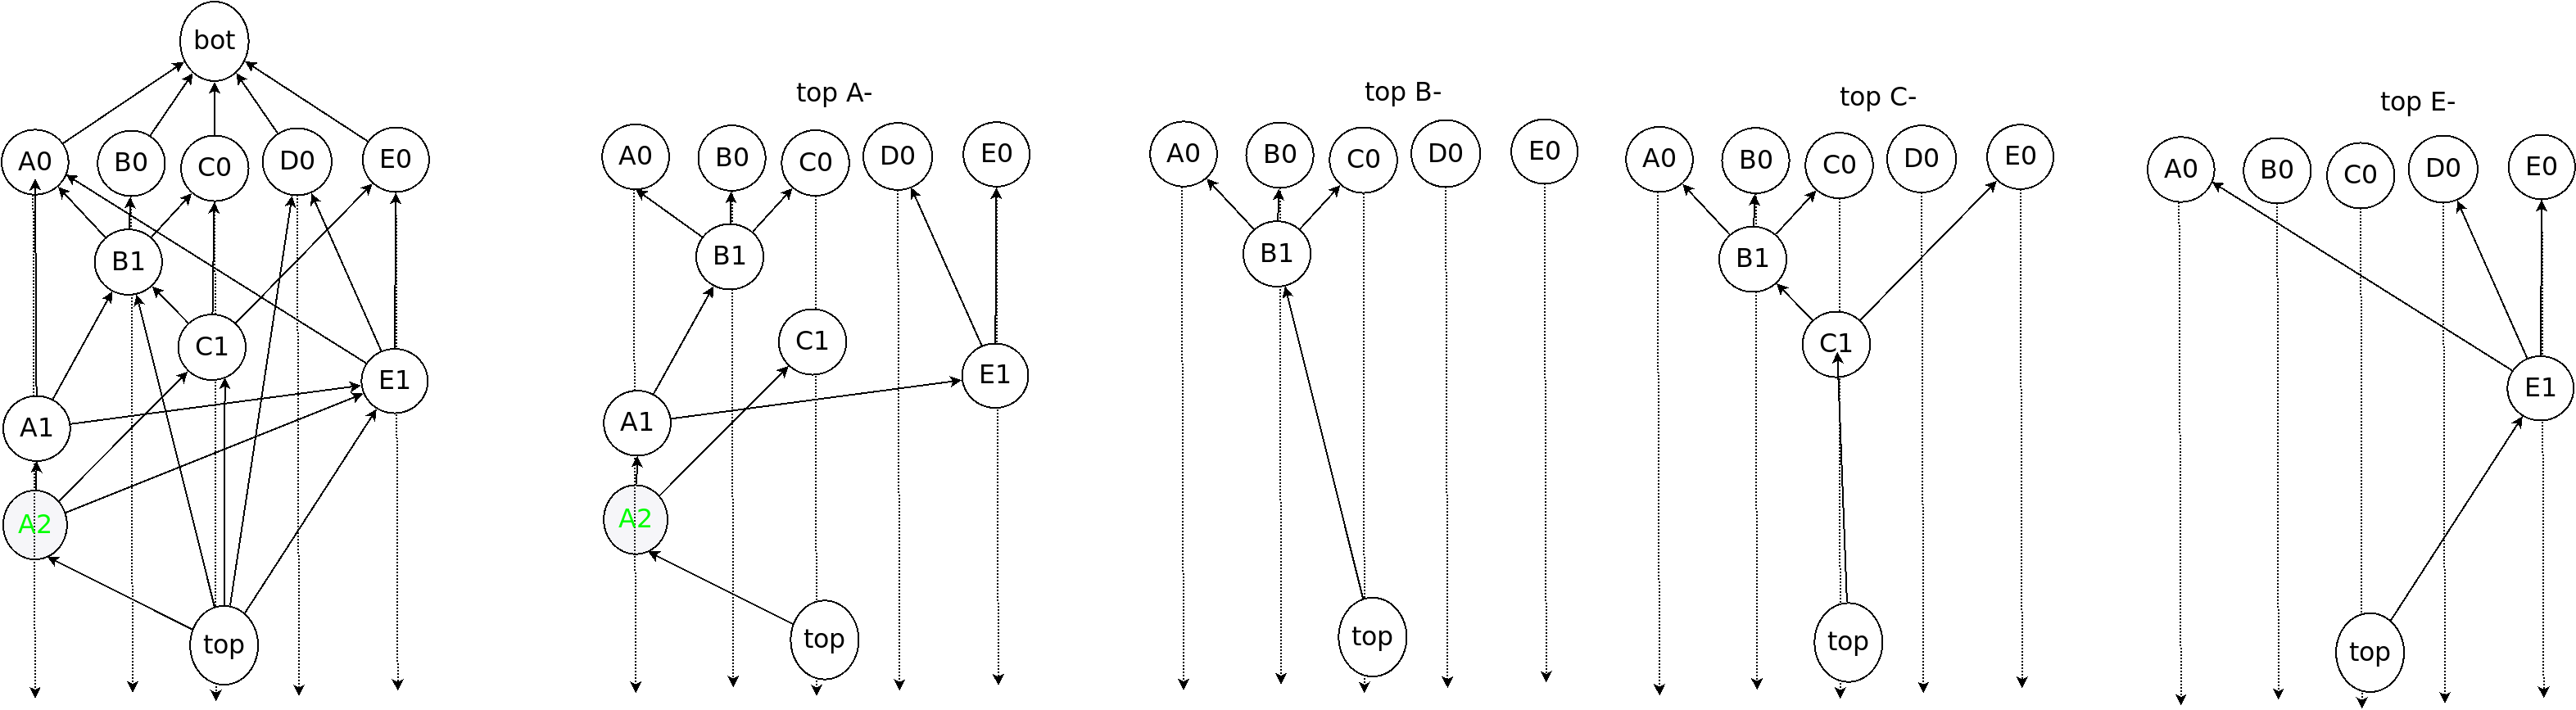 bot
A0 B0 C0 D0 E0
B1
C1
E1
A1
A2
top
top A-
A0 B0 C0 D0 E0
B1
C1
E1
A1
A2
top
top B-
A0 B0 C0 D0 E0
B1
top
top C-
A0 B0 C0 D0 E0
B1
C1
top
top E-
A0 B0 C0 D0 E0
E1
top